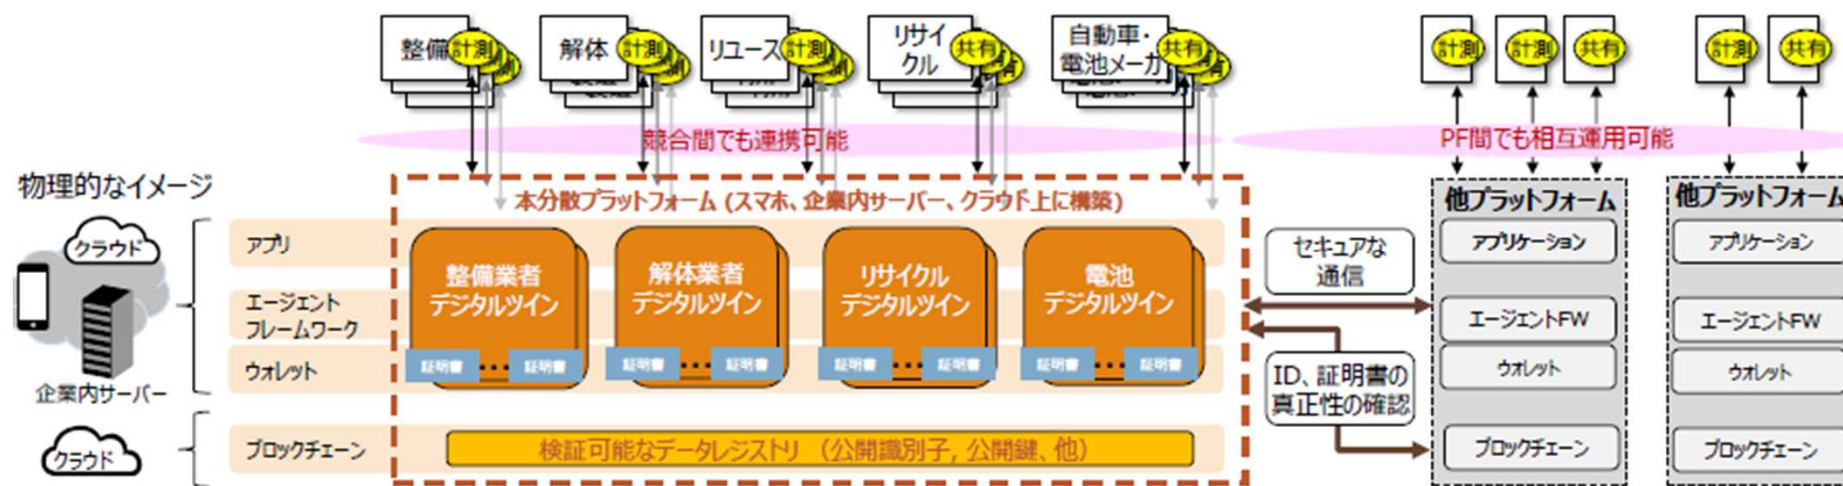 整備
計測
解体
計測
リユース
計測
リサイ
クル
共有
自動車・
電池メーカ
共有
計測
計測
共有
計測
共有
競合間でも連携可能
PF間でも相互運用可能
物理的なイメージ
本分散プラットフォーム (スマホ、企業内サーバー、クラウド上に構築)
他プラットフォーム
他プラットフォーム
クラウド
企業内サーバー
クラウド
アプリ
エージェント
フレームワーク
ウォレット
ブロックチェーン
整備業者
デジタルツイン
証明書
・・・
証明書
解体業者
デジタルツイン
証明書
・・・
証明書
リサイクル
デジタルツイン
証明書
・・・
証明書
電池
デジタルツイン
証明書
・・・
証明書
検証可能なデータレジストリ (公開識別子, 公開鍵、他)
セキュアな
通信
ID、証明書の
真正性の確認
アプリケーション
エージェントFW
ウォレット
ブロックチェーン
アプリケーション
エージェントFW
ウォレット
ブロックチェーン